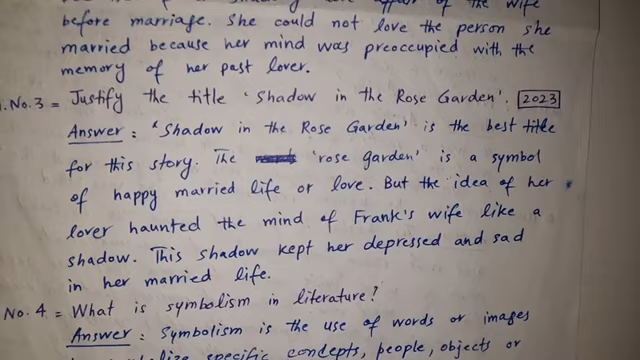 of the wife
before marriage. She could not love the person she
married because her mind was preoccupied with the
memory of her past lover.
.No.3 = Justify the title 'Shadow in the Rose Garden'. 2023
Answer : 'Shadow in the Rose Garden' is the best title
for this story. The 'rose garden' is a symbol
of happy married life or love. But the idea of her
lover haunted the mind of Frank's wife like a
shadow. This shadow kept her depressed and sad
in her married life.
No. 4 = What is symbolism in literature?
Answer : Symbolism is the use of words or images
specific concepts, people, objects or